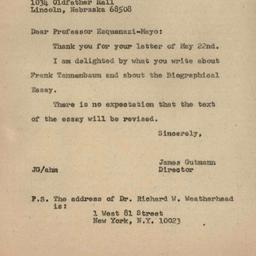 1034 Oldfather Hall
Lincoln, Nebraska 68508
Dear Professor Esquenazi-Mayo:
Thank you for your letter of May 22nd.
I am delighted by what you write about
Frank Tannenbaum and about the Biographical
Essay.
There is no expectation that the text
of the essay will be revised.
Sincerely,
James Gutmann
JG/ahm Director
P.S. The address of Dr. Richard W. Weatherhead
is:
1 West 81 Street
New York, N.Y. 10023